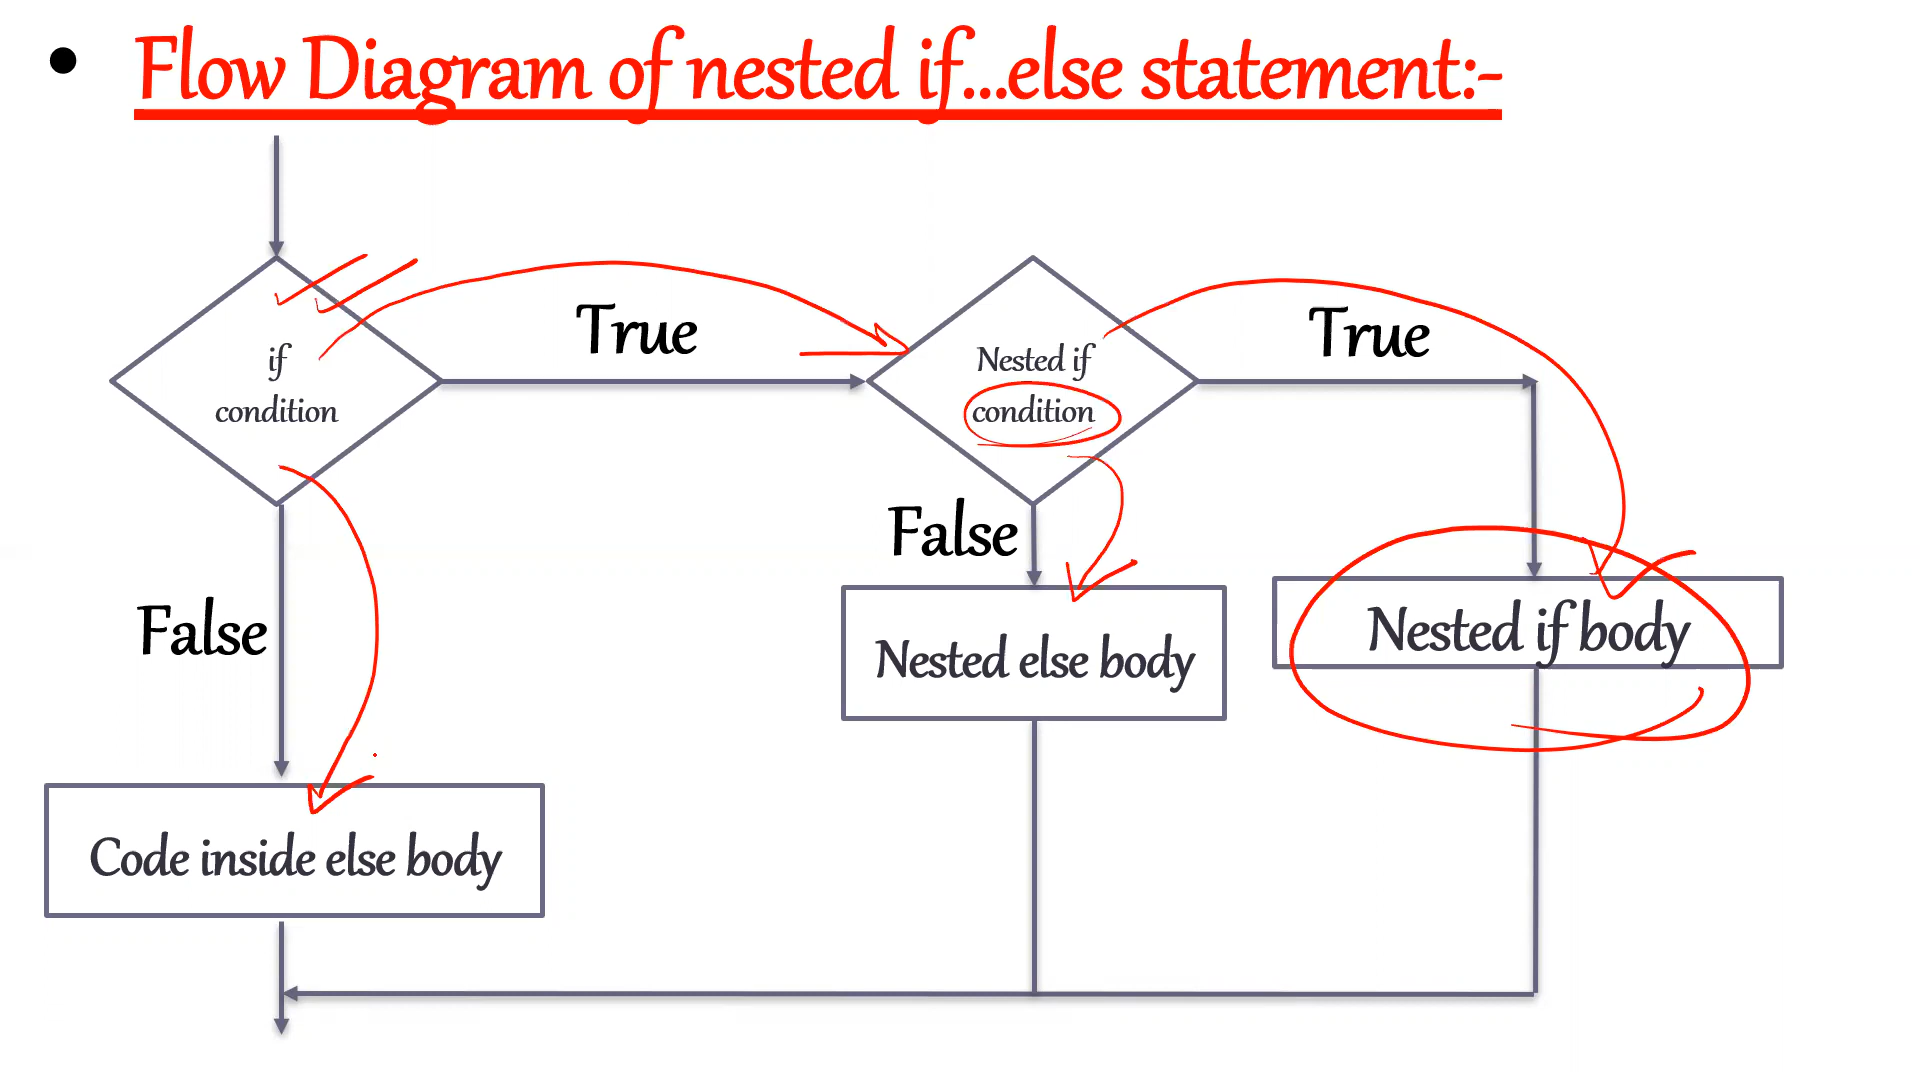 • Flow Diagram of nested if...else statement:-
if
condition
True
Nested if
condition
True
False
False
Nested else body
Nested if body
Code inside else body